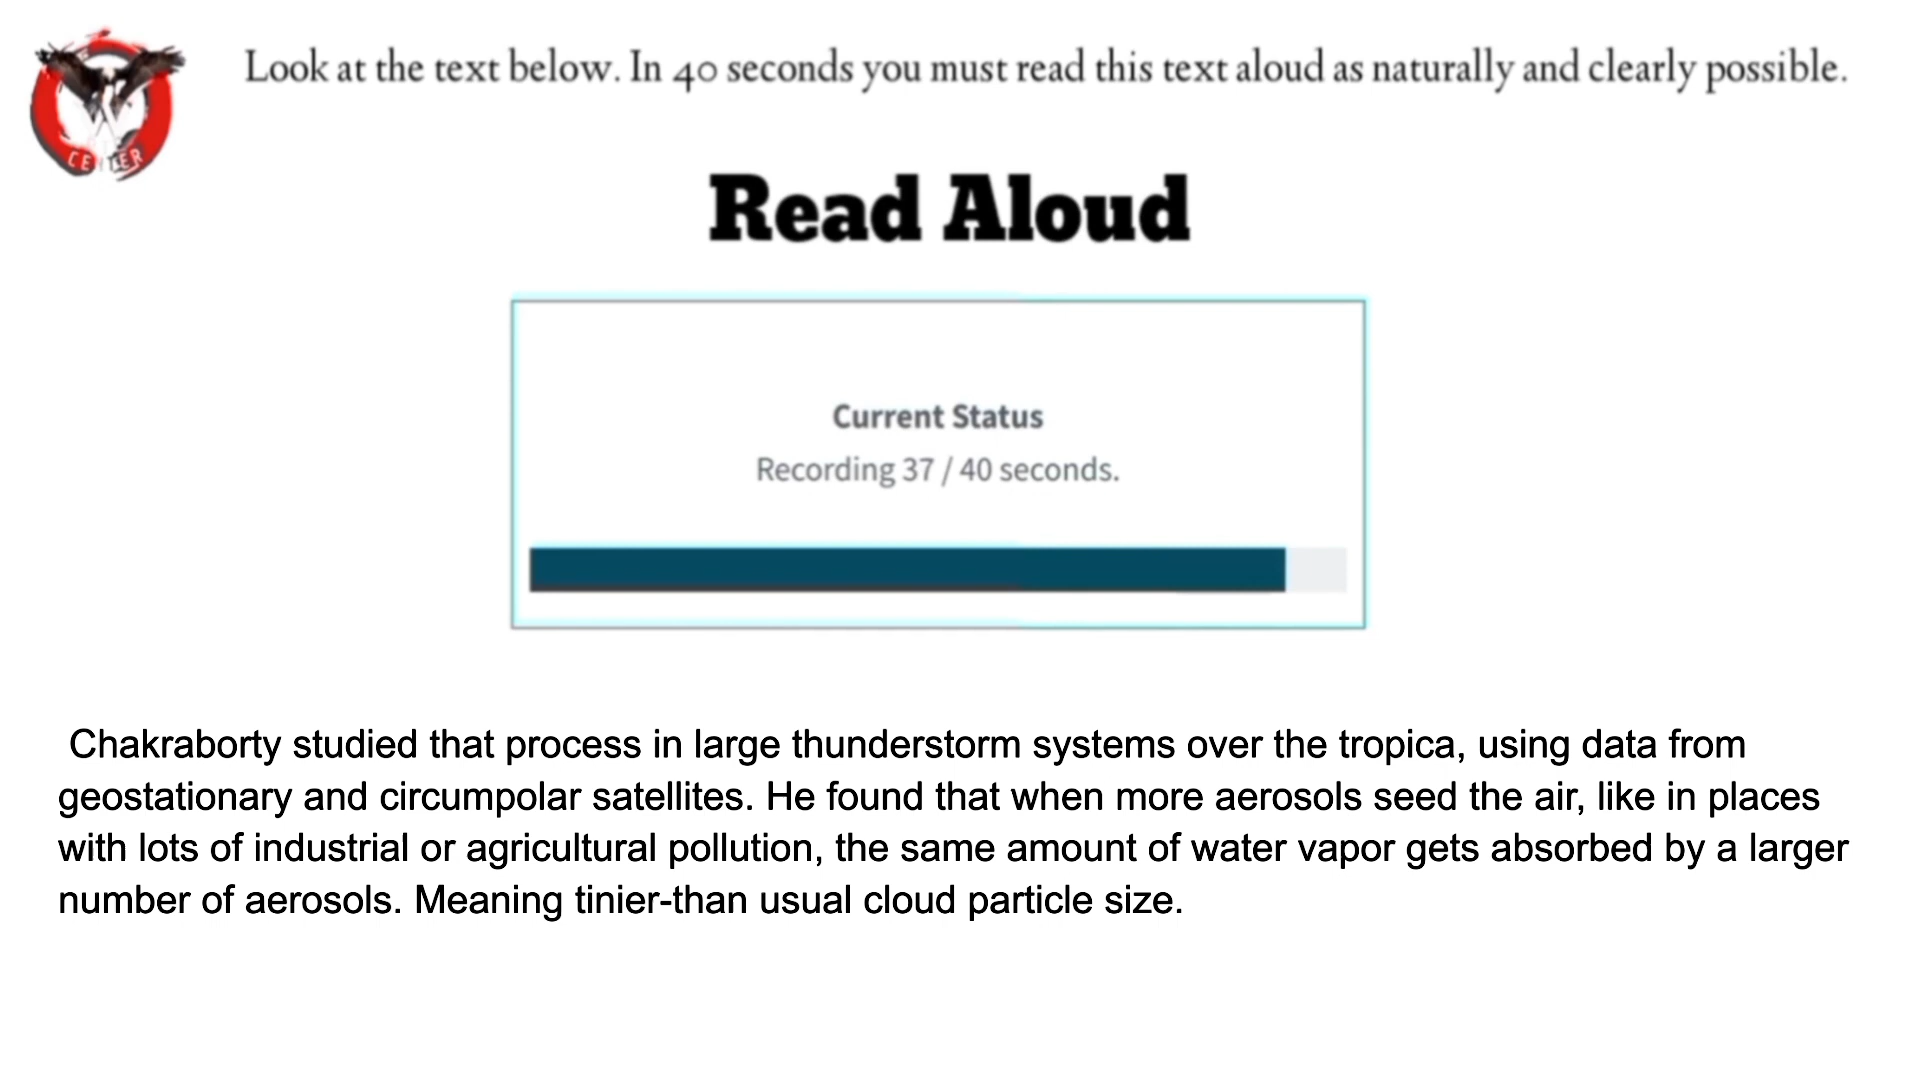 Look at the text below. In 40 seconds you must read this text aloud as naturally and clearly possible.
CENTER
Read Aloud
Current Status
Recording 37 / 40 seconds.
Chakraborty studied that process in large thunderstorm systems over the tropica, using data from
geostationary and circumpolar satellites. He found that when more aerosols seed the air, like in places
with lots of industrial or agricultural pollution, the same amount of water vapor gets absorbed by a larger
number of aerosols. Meaning tinier-than usual cloud particle size.